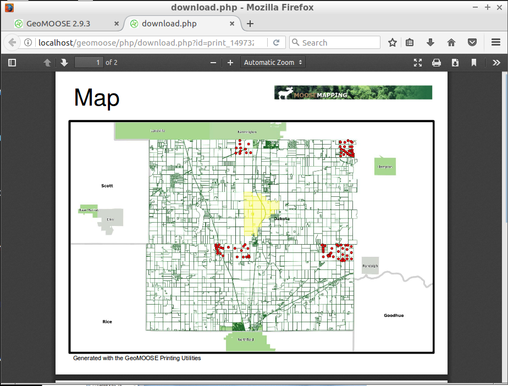 download.php - Mozilla Firefox
GeoMOOSE 2.9.3
download.php
localhost/geomoose/php/download.php?id=print_14973
Search
1 of 2
Automatic Zoom
Map
MOOSE MAPPING
Scott
Dakota
Rice
Goodhue
Generated with the GeoMOOSE Printing Utilities